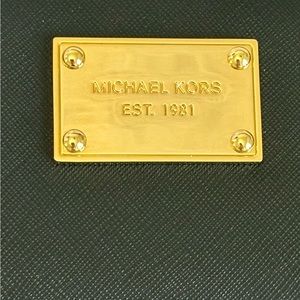 MICHAEL KORS
EST. 1981